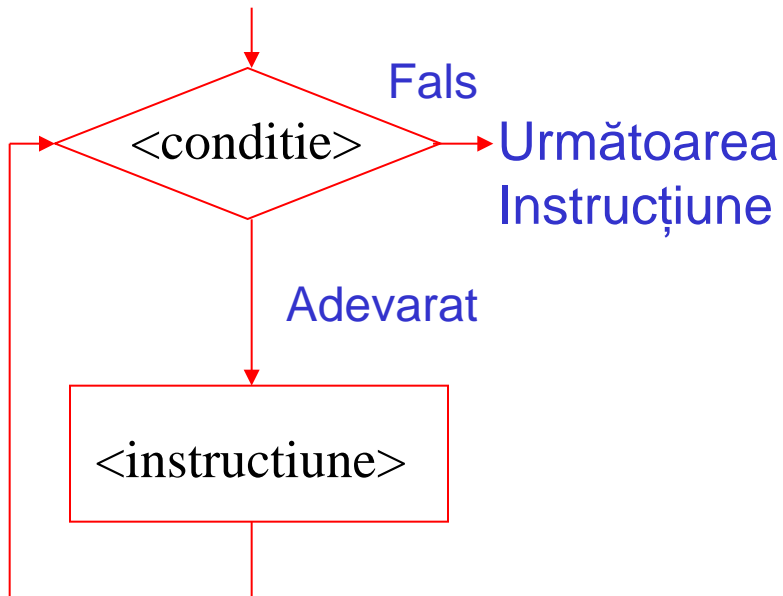 Fals
<conditie>
Următoarea
Instrucțiune
Adevarat
<instructiune>